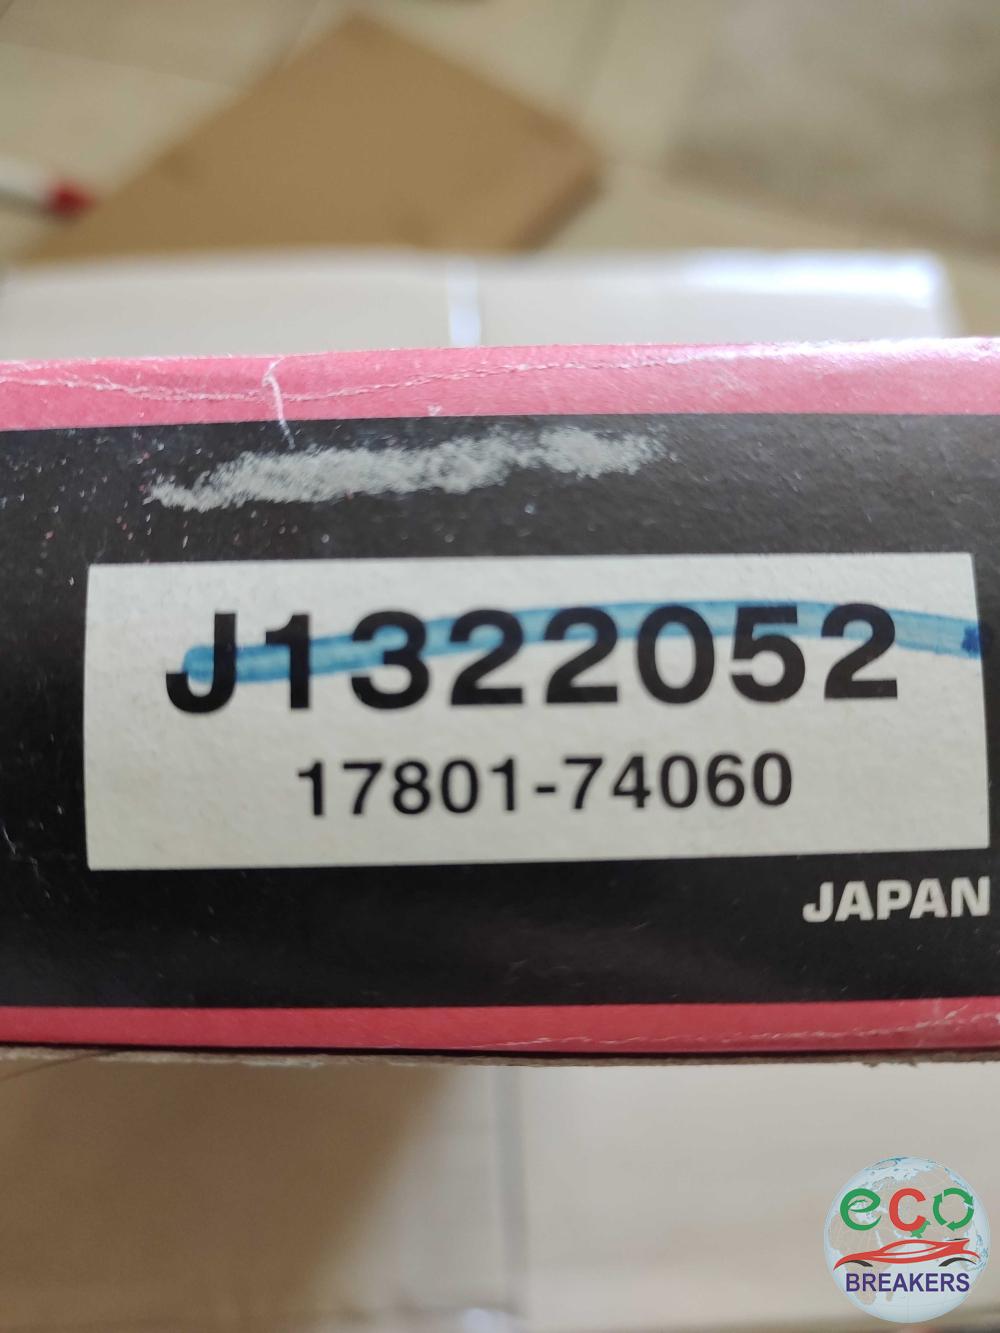 J1322052
17801-74060
JAPAN
eco
BREAKERS